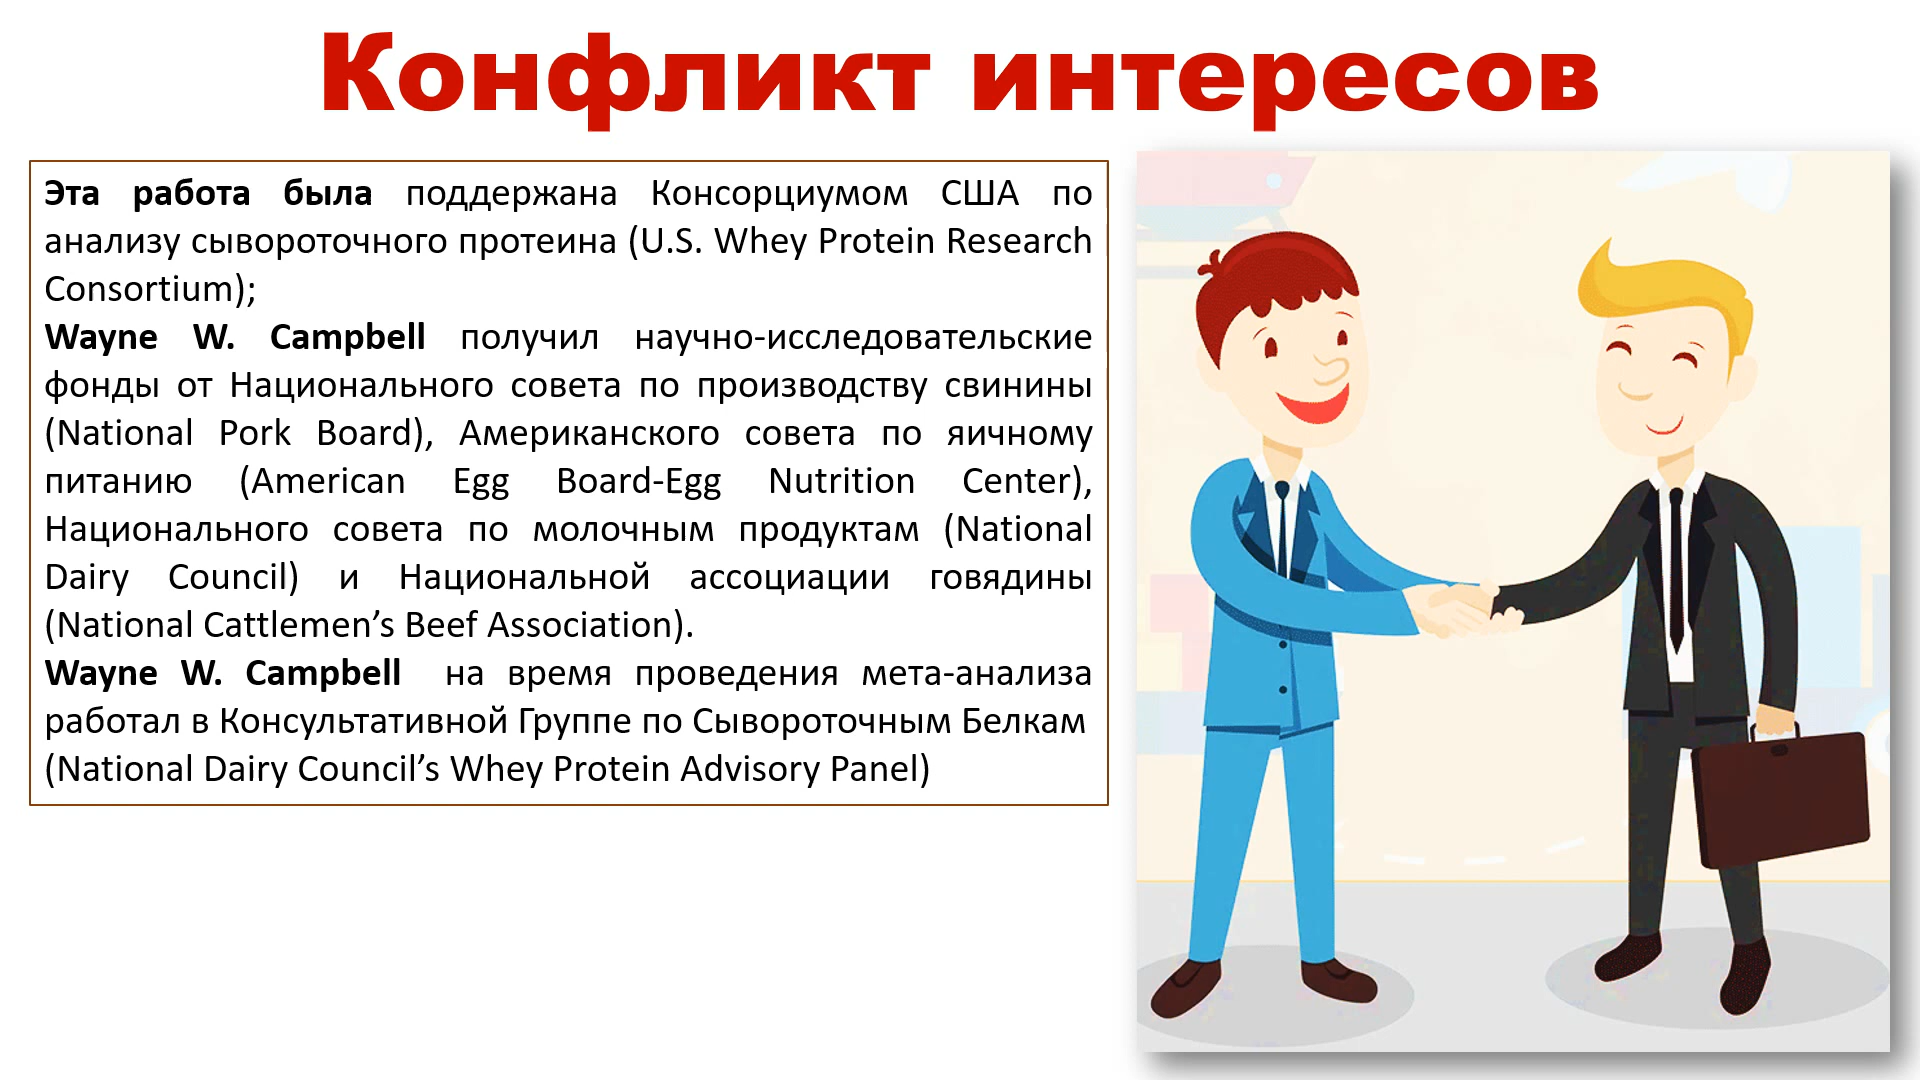 Конфликт интересов
Эта работа была поддержана Консорциумом США по
анализу сывороточного протеина (U.S. Whey Protein Research
Consortium);
Wayne W. Campbell получил научно-исследовательские
фонды от Национального совета по производству свинины
(National Pork Board), Американского совета по яичному
питанию (American Egg Board-Egg Nutrition Center),
Национального совета по молочным продуктам (National
Dairy Council) и Национальной ассоциации говядины
(National Cattlemen’s Beef Association).
Wayne W. Campbell на время проведения мета-анализа
работал в Консультативной Группе по Сывороточным Белкам
(National Dairy Council’s Whey Protein Advisory Panel)